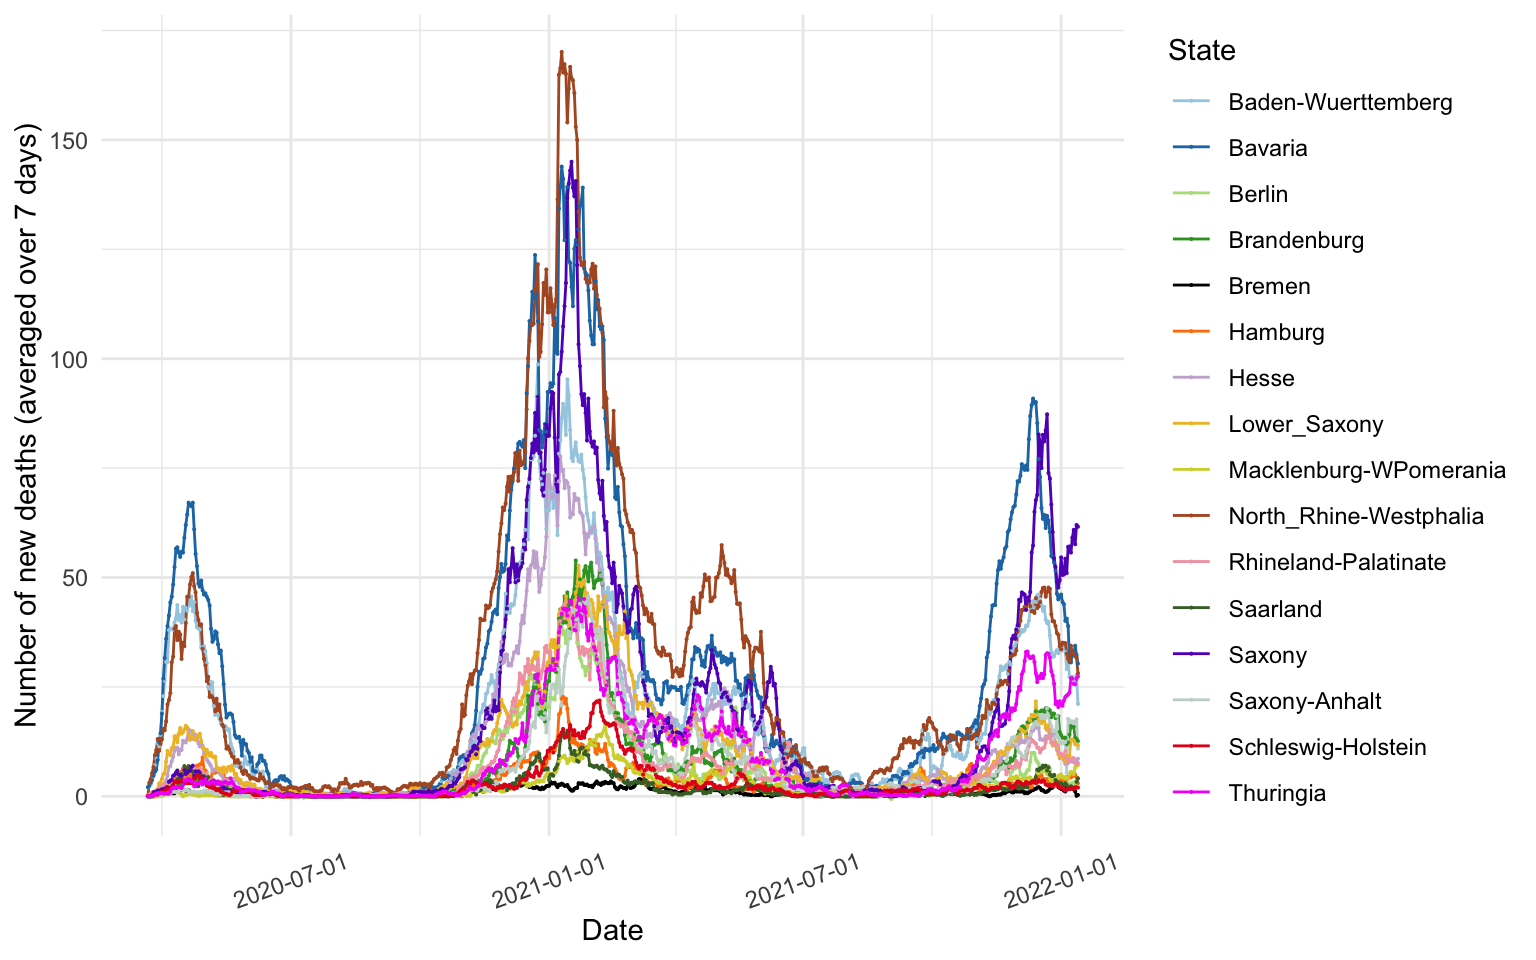 Number of new deaths (averaged over 7 days)
150
100
50
0
2020-07-01
2021-01-01
2021-07-01
2022-01-01
Date
State
Baden-Wuerttemberg
Bavaria
Berlin
Brandenburg
Bremen
Hamburg
Hesse
Lower_Saxony
Macklenburg-WPomerania
North_Rhine-Westphalia
Rhineland-Palatinate
Saarland
Saxony
Saxony-Anhalt
Schleswig-Holstein
Thuringia